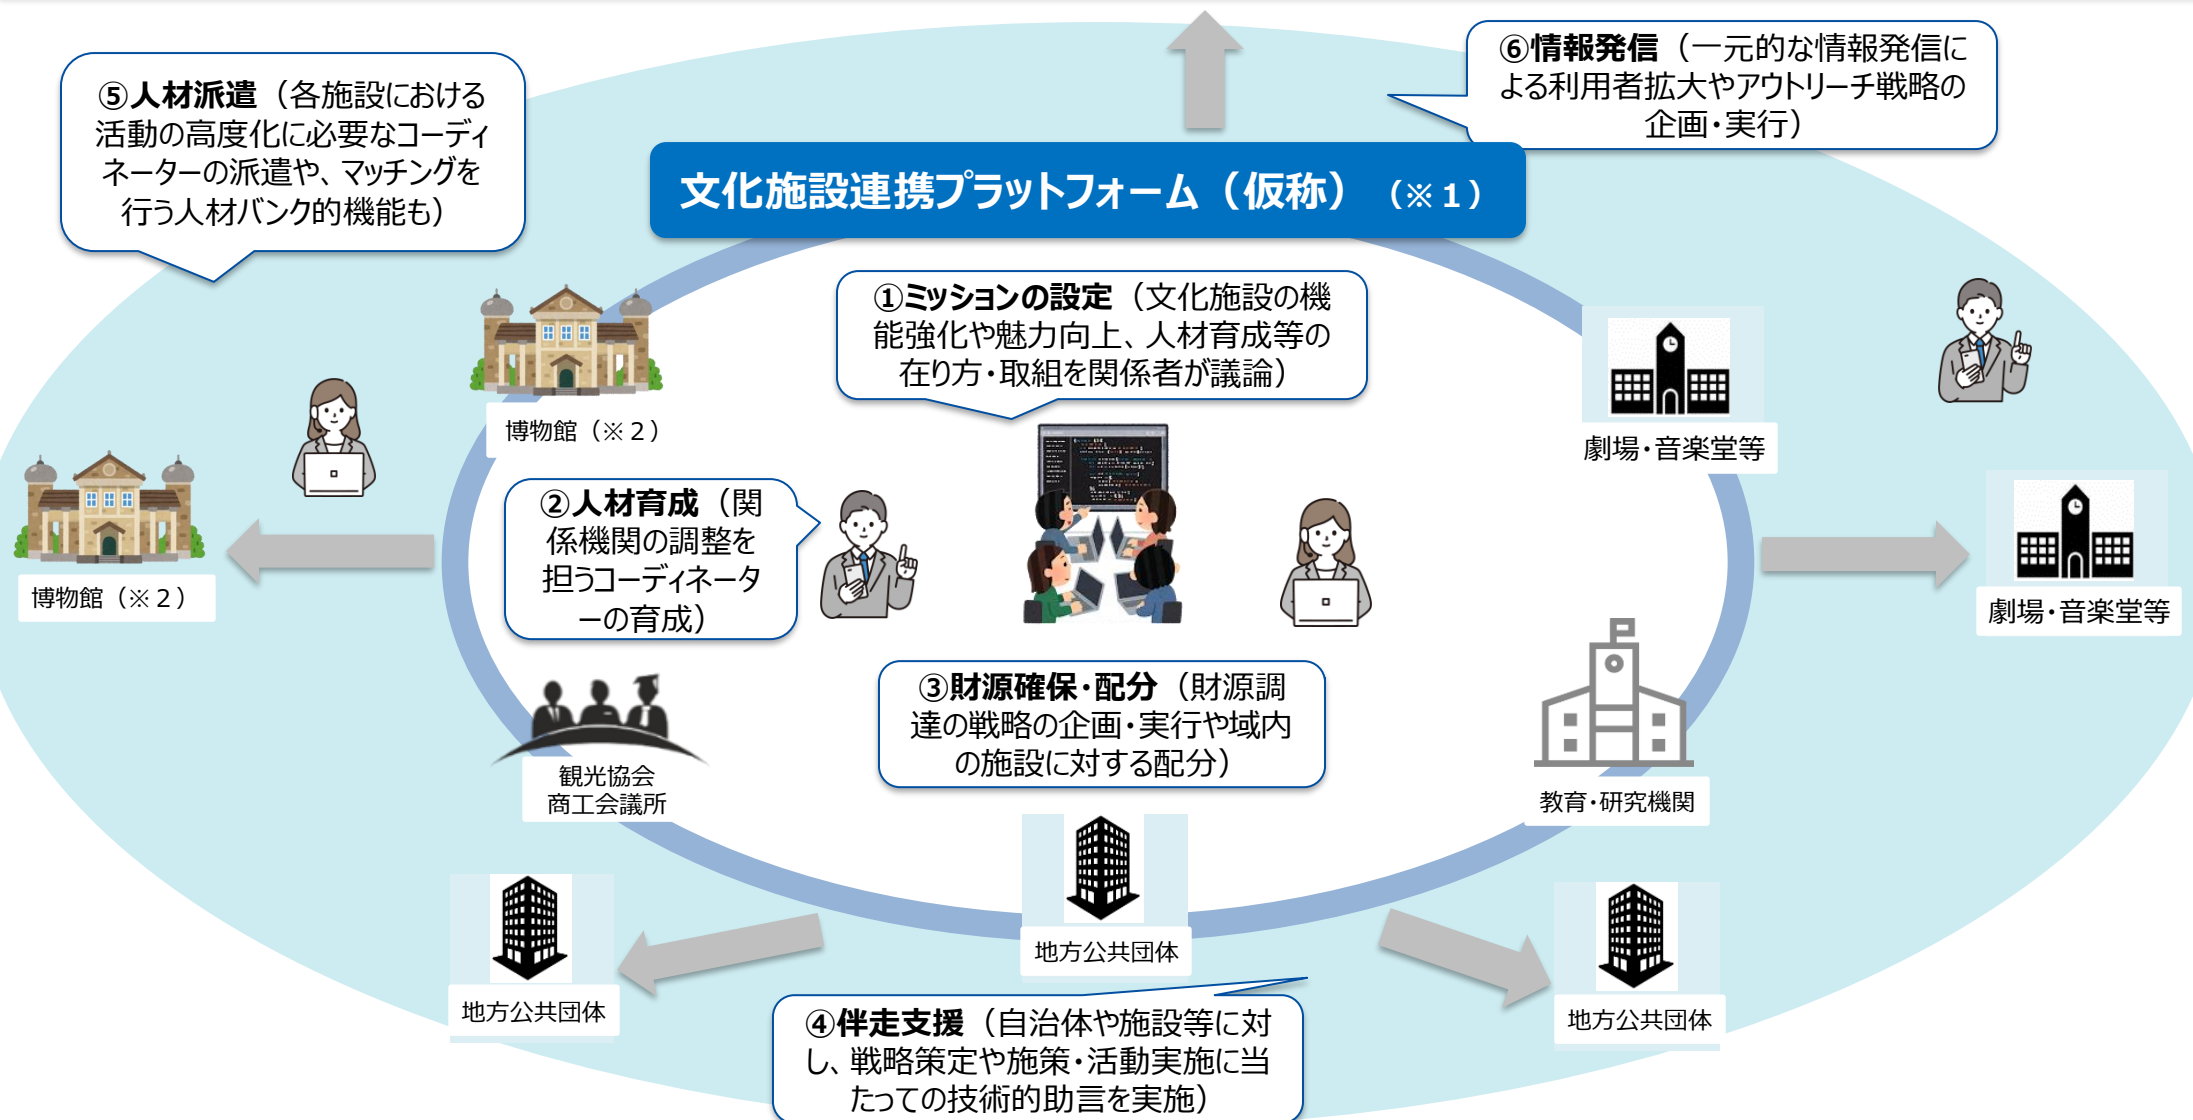 ⑤人材派遣（各施設における
活動の高度化に必要なコーディ
ネーターの派遣や、マッチングを
行う人材バンク的機能も）
⑥情報発信（一元的な情報発信に
よる利用者拡大やアウトリーチ戦略の
企画・実行）
文化施設連携プラットフォーム（仮称）（※１）
①ミッションの設定（文化施設の機
能強化や魅力向上、人材育成等の
在り方・取組を関係者が議論）
博物館（※２）
劇場・音楽堂等
②人材育成（関
係機関の調整を
担うコーディネータ
ーの育成）
博物館（※２）
劇場・音楽堂等
③財源確保・配分（財源調
達の戦略の企画・実行や域内
の施設に対する配分）
観光協会
商工会議所
教育・研究機関
地方公共団体
地方公共団体
地方公共団体
④伴走支援（自治体や施設等に対
し、戦略策定や施策・活動実施に当
たっての技術的助言を実施）